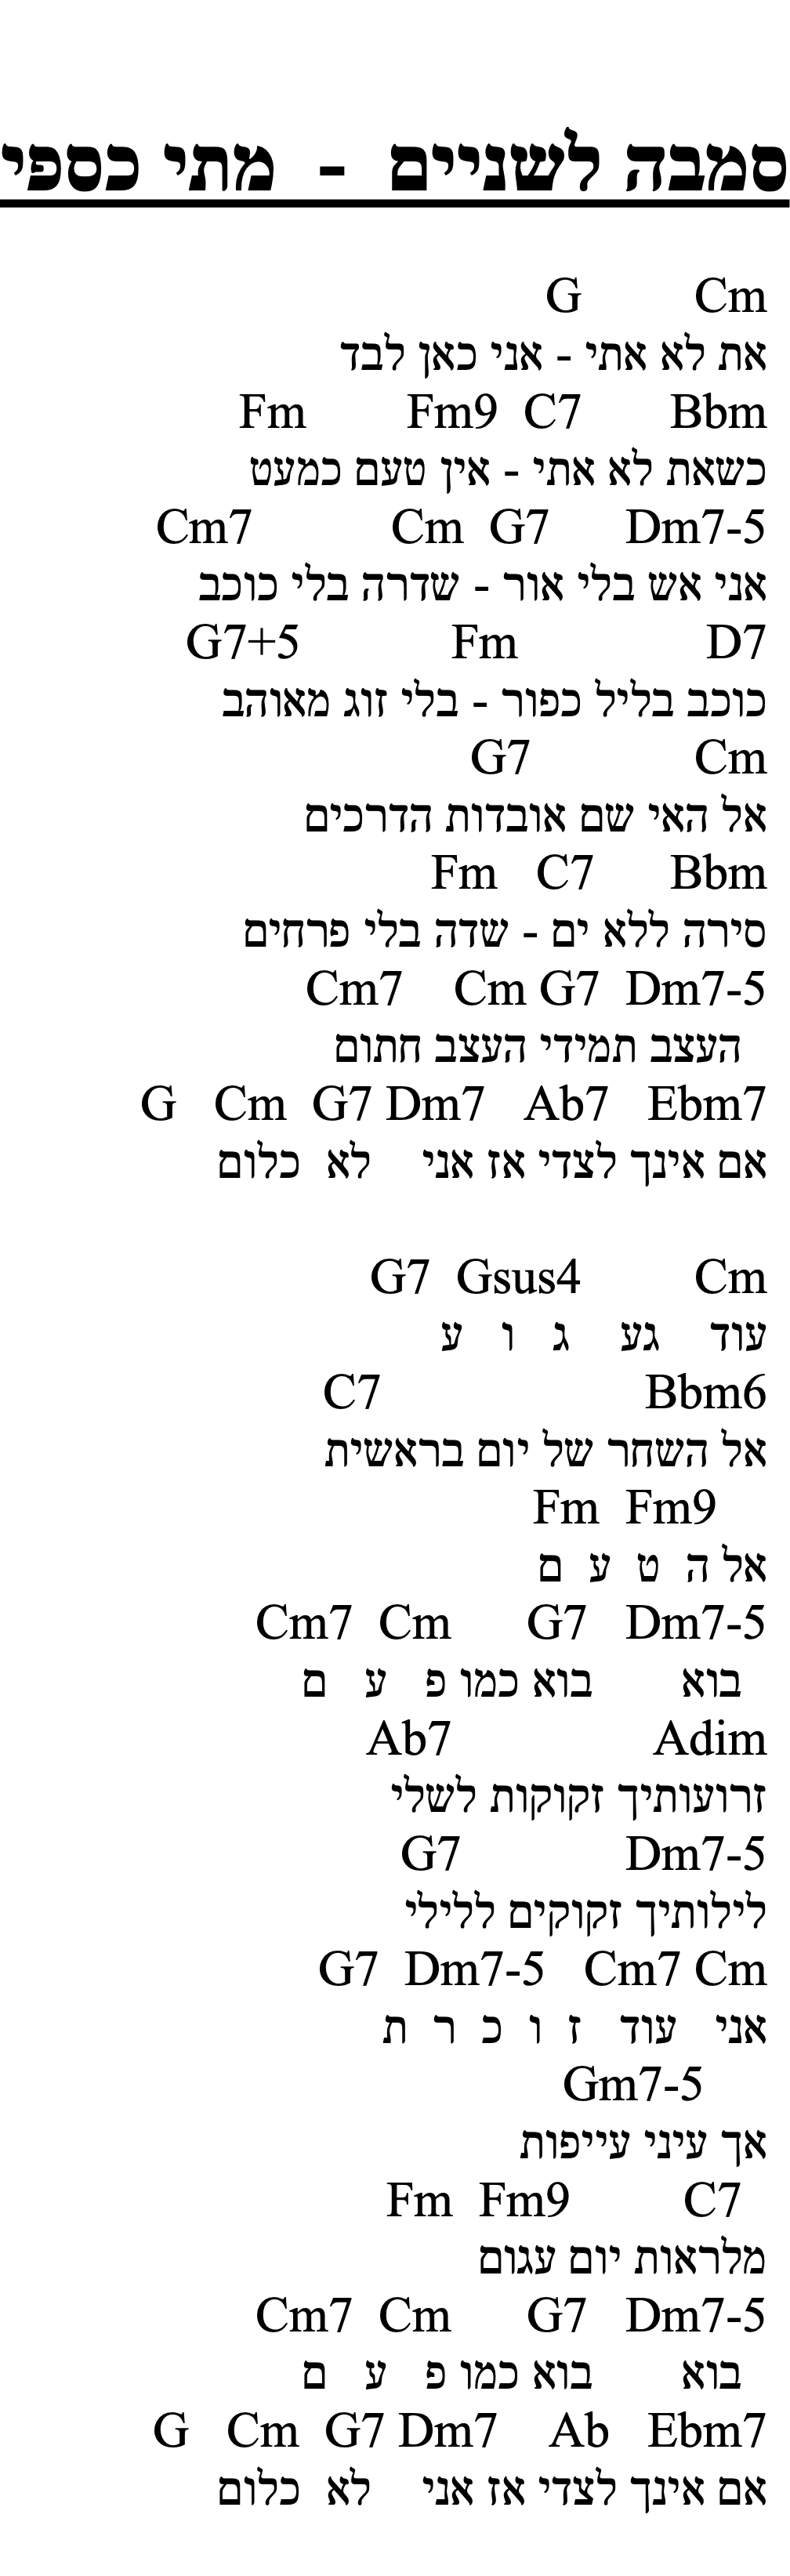 סמבה לשניים - מתי כספי
G Cm
את לא אתי - אני כאן לבד
Fm Fm9 C7 Bbm
כשאת לא אתי - אין טעם כמעט
Cm7 Cm G7 Dm7-5
אני אש בלי אור - שדרה בלי כוכב
G7+5 Fm D7
כוכב בליל כפור - בלי זוג מאוהב
G7 Cm
אל האי שם אובדות הדרכים
Fm C7 Bbm
סירה ללא ים - שדה בלי פרחים
Cm7 Cm G7 Dm7-5
העצב תמידי העצב חתום
G Cm G7 Dm7 Ab7 Ebm7
אם אינך לצדי אז אני לא כלום
G7 Gsus4 Cm
עוד געג ו ע
C7 Bbm6
אל השחר של יום בראשית
Fm Fm9
אל ה ט ע ם
Cm7 Cm G7 Dm7-5
בוא בוא כמו פ ע ם
Ab7 Adim
זרועותיך זקוקות לשלי
G7 Dm7-5
לילותיך זקוקים ללילי
G7 Dm7-5 Cm7 Cm
אני עוד ז ו כ ר ת
Gm7-5
אך עיני עייפות
Fm Fm9 C7
מלראות יום עגום
Cm7 Cm G7 Dm7-5
בוא בוא כמו פ ע ם
G Cm G7 Dm7 Ab Ebm7
אם אינך לצדי אז אני לא כלום